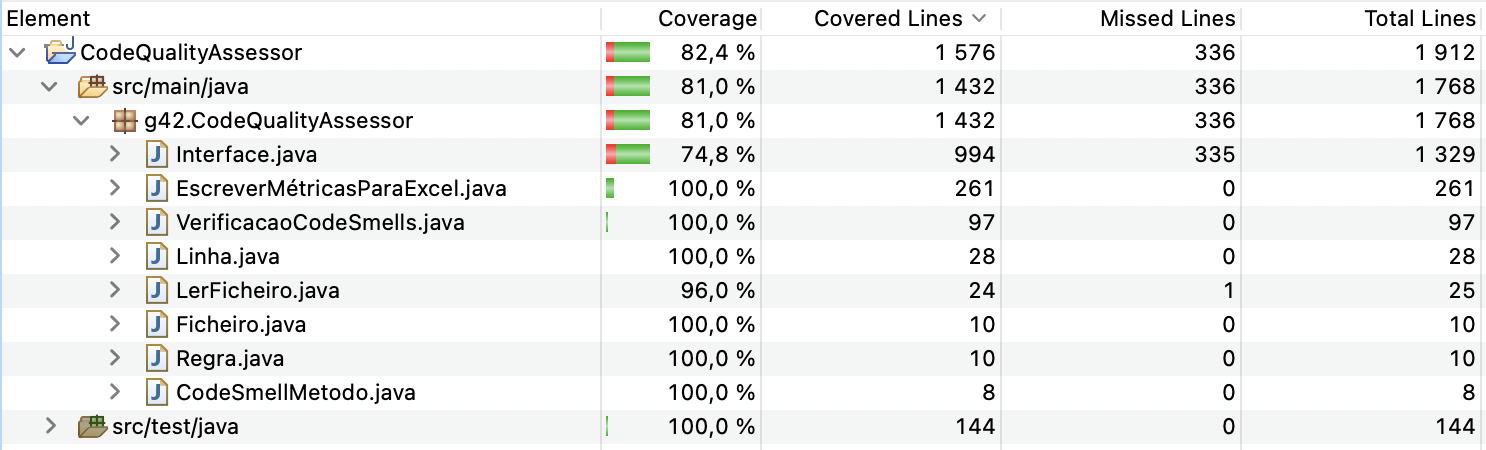 Element Coverage Covered Lines Missed Lines Total Lines
CodeQualityAssessor 82,4 % 1 576 336 1 912
src/main/java 81,0 % 1 432 336 1 768
g42.CodeQualityAssessor 81,0 % 1 432 336 1 768
Interface.java 74,8 % 994 335 1 329
EscreverMétricasParaExcel.java 100,0 % 261 0 261
VerificacaoCodeSmells.java 100,0 % 97 0 97
Linha.java 100,0 % 28 0 28
LerFicheiro.java 96,0 % 24 1 25
Ficheiro.java 100,0 % 10 0 10
Regra.java 100,0 % 10 0 10
CodeSmellMetodo.java 100,0 % 8 0 8
src/test/java 100,0 % 144 0 144